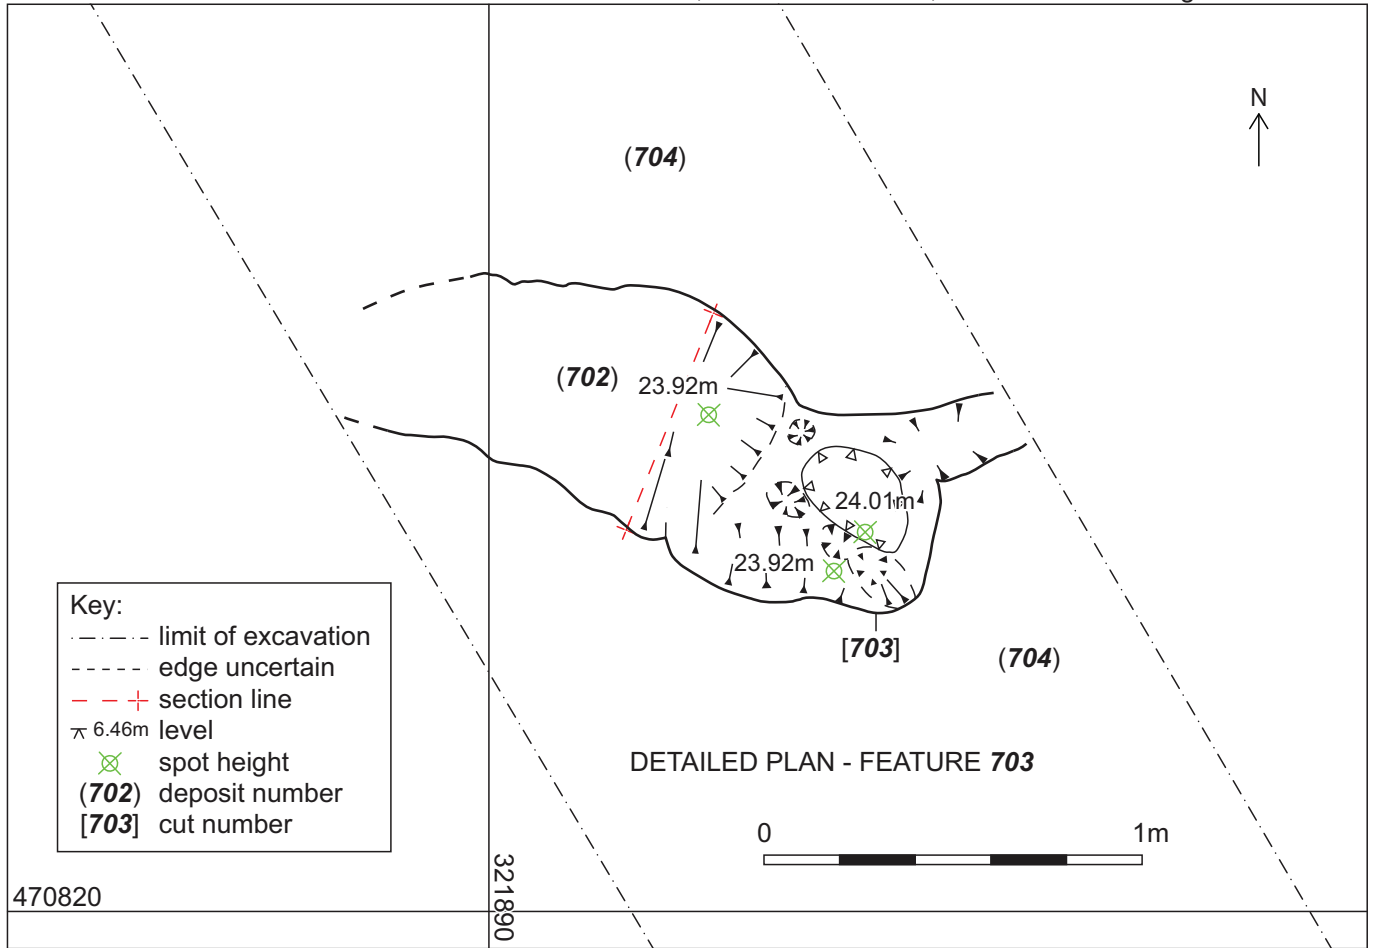 N
(704)
(702)
23.92m
24.01m
23.92m
[703]
(704)
Key:
limit of excavation
edge uncertain
section line
6.46m level
spot height
(702) deposit number
[703] cut number
DETAILED PLAN - FEATURE 703
0 1m
470820
321890